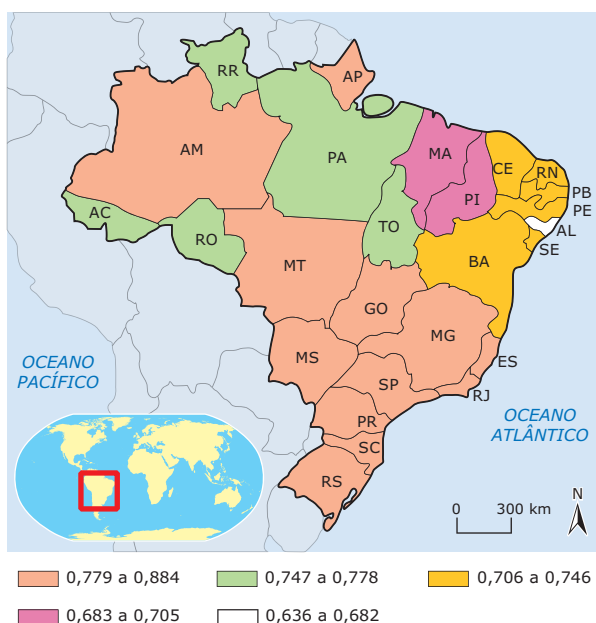 RR
AP
AM
PA
MA
CE
RN
PB
PI
PE
AC
TO
AL
RO
SE
BA
MT
GO
MG
MS
ES
OCEANO
PACÍFICO
SP
RJ
OCEANO
ATLÂNTICO
PR
SC
RS
N
0 300 km
0,779 a 0,884 0,747 a 0,778 0,706 a 0,746
0,683 a 0,705 0,636 a 0,682